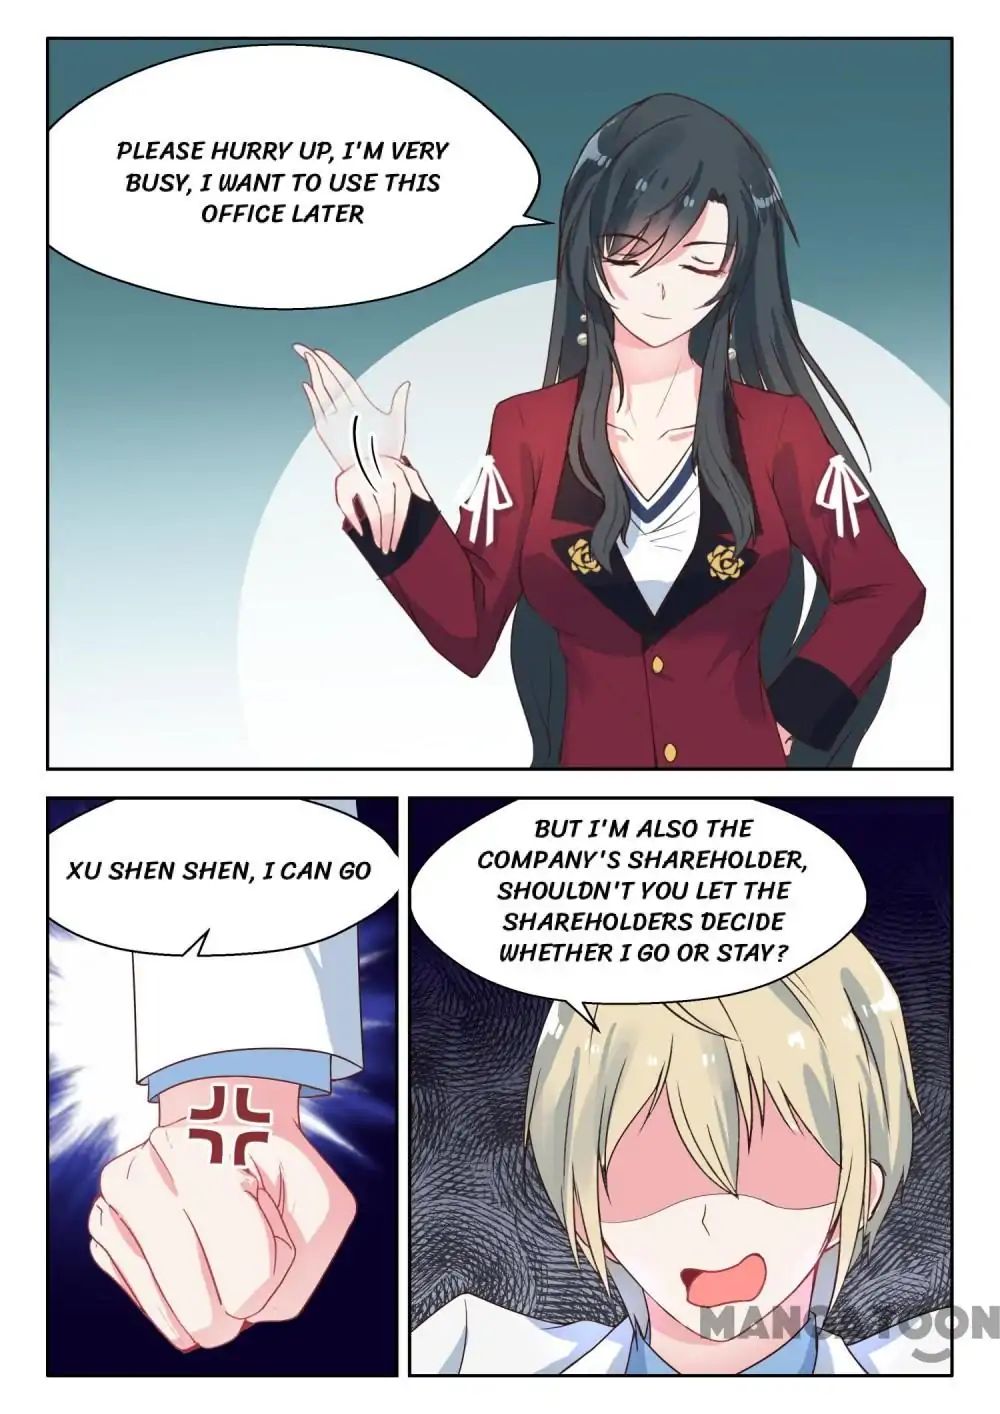 PLEASE HURRY UP, I'M VERY
BUSY, I WANT TO USE THIS
OFFICE LATER
XU SHEN SHEN, I CAN GO
BUT I'M ALSO THE
COMPANY'S SHAREHOLDER,
SHOULDN'T YOU LET THE
SHAREHOLDERS DECIDE
WHETHER I GO OR STAY?
MANGATOON